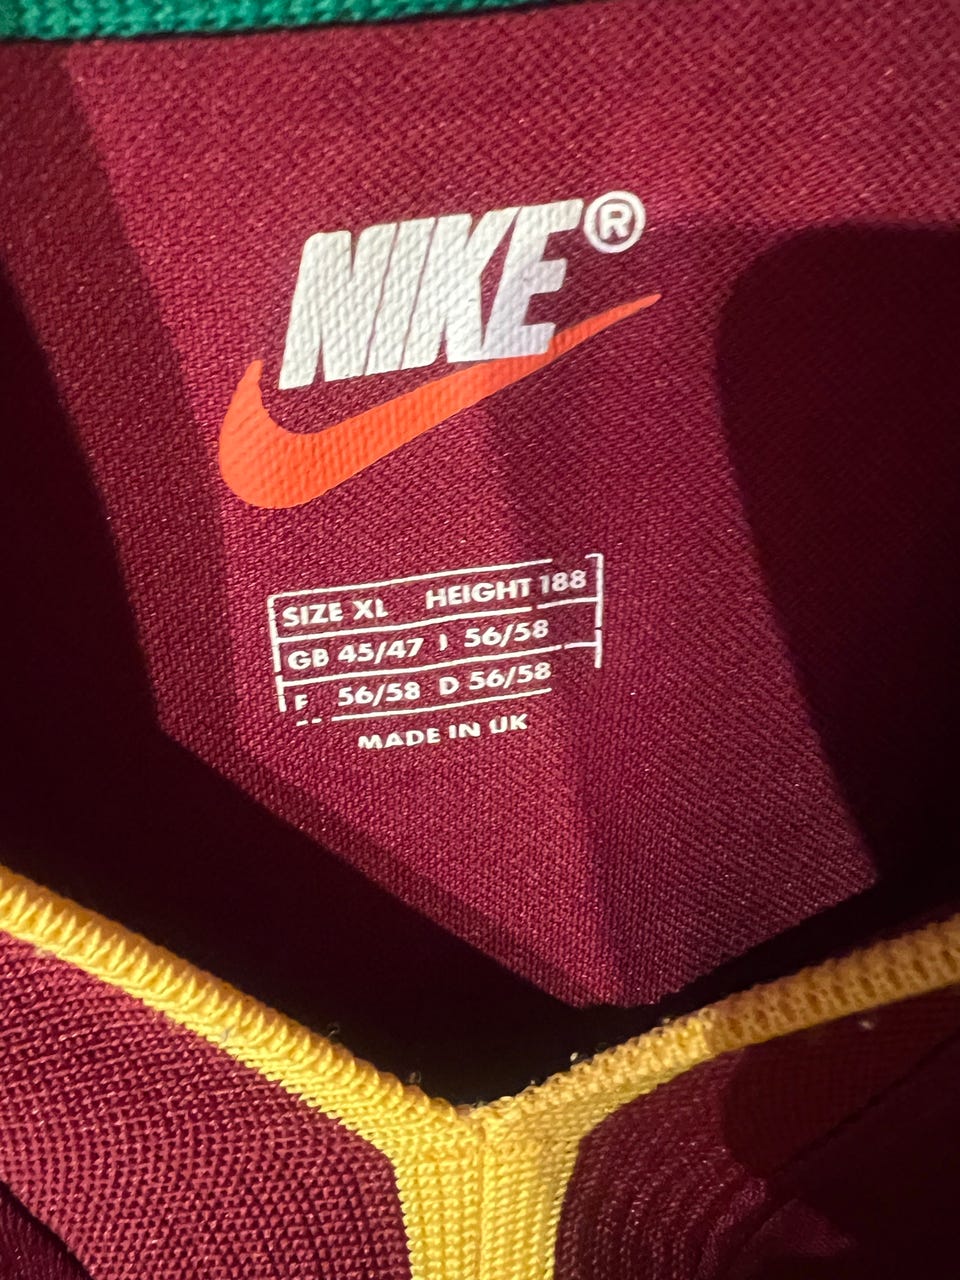 NIKE®
SIZE XL HEIGHT 188
GB 45/47 I 56/58
F 56/58 D 56/58
MADE IN UK